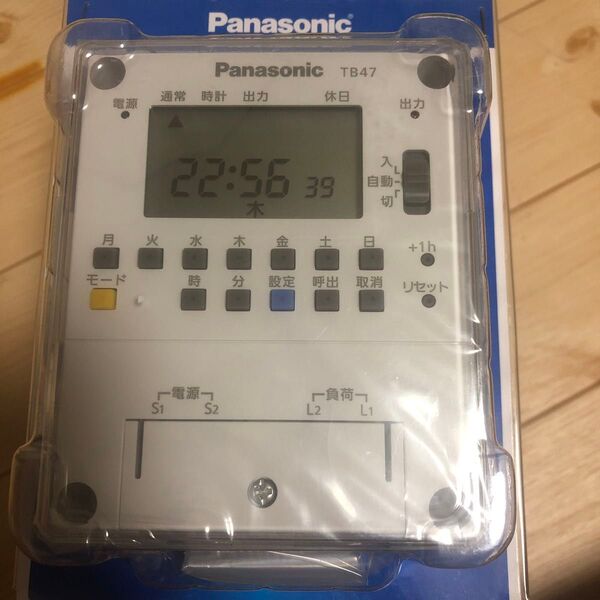 Panasonic
Panasonic TB47
電源 通常 時計 出力 休日 出力
22:56 39
木
入
自動
切
月 火 水 木 金 土 日 +1h
モード 時 分 設定 呼出 取消 リセット
電源 負荷
S1 S2 L2 L1